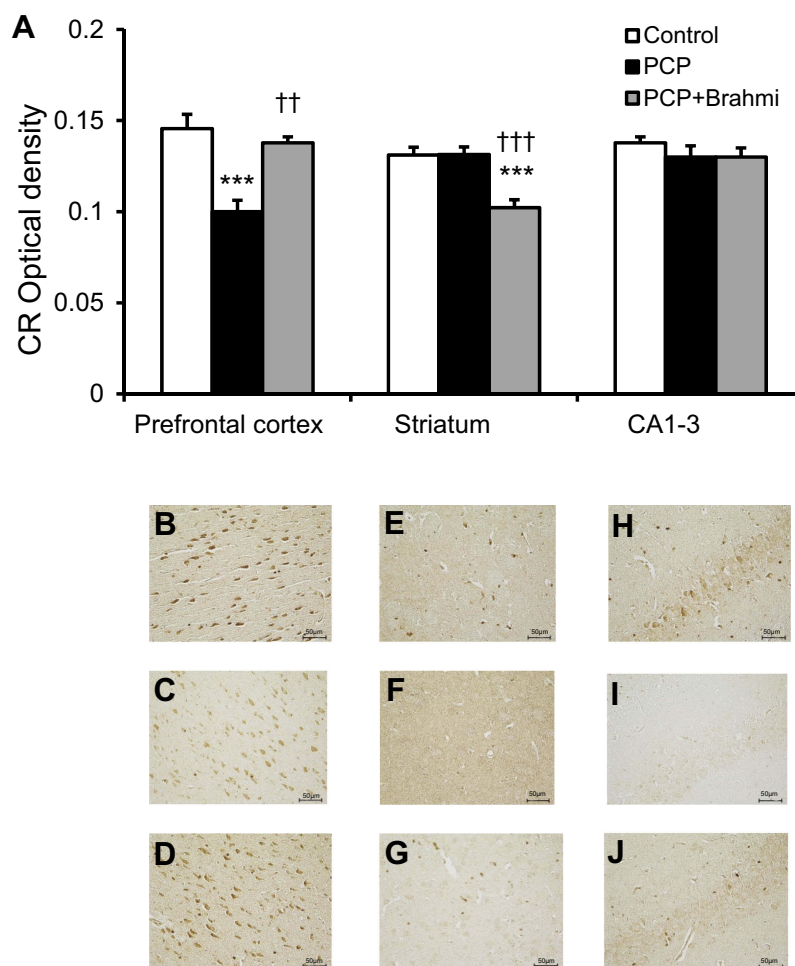 A
CR Optical density
0.2
0.15
0.1
0.05
0
Control
PCP
PCP+Brahmi
***
††
†††
***
Prefrontal cortex
Striatum
CA1-3
B
50µm
E
50µm
H
50µm
C
50µm
F
50µm
I
50µm
D
50µm
G
50µm
J
50µm